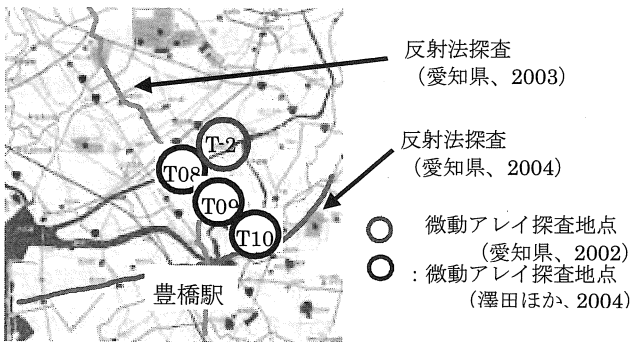 反射法探査
（愛知県、2003）
T-2
T08
T09
T10
反射法探査
（愛知県、2004）
豊橋駅
微動アレイ探査地点
（愛知県、2002）
：微動アレイ探査地点
（澤田ほか、2004）